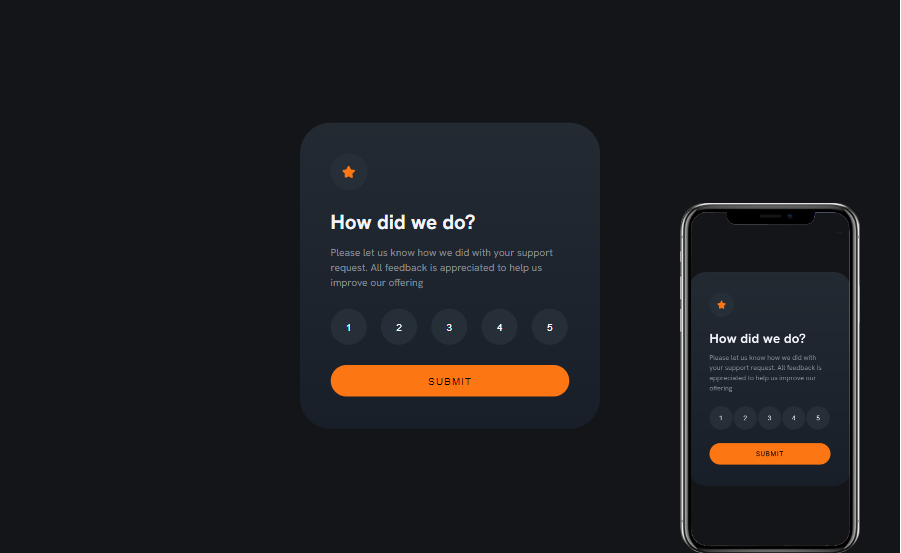 How did we do?
Please let us know how we did with your support
request. All feedback is appreciated to help us
improve our offering
1 2 3 4 5
SUBMIT
How did we do?
Please let us know how we did with
your support request. All feedback is
appreciated to help us improve our
offering
1 2 3 4 5
SUBMIT